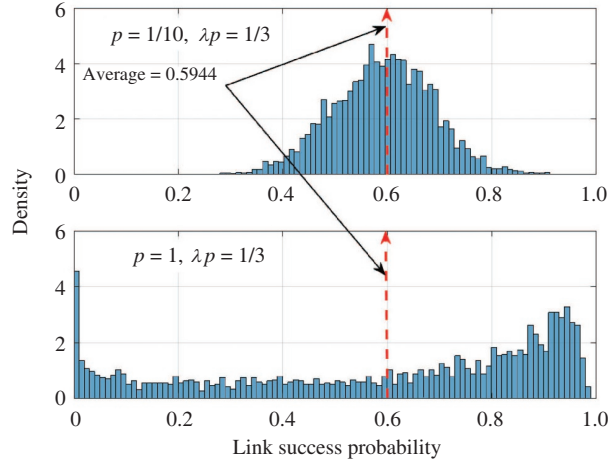 6
p = 1/10, λp = 1/3
4
Average = 0.5944
2
0
0 0.2 0.4 0.6 0.8 1.0
Density
6
p = 1, λp = 1/3
4
2
0
0 0.2 0.4 0.6 0.8 1.0
Link success probability